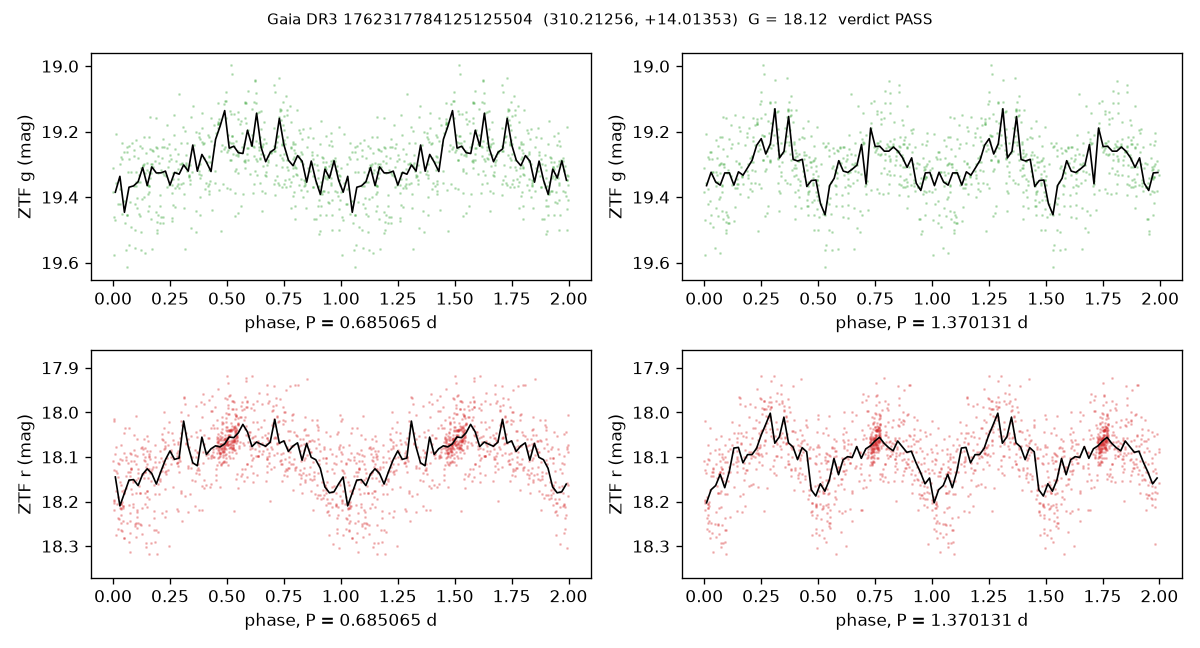 Gaia DR3 1762317784125125504  (310.21256, +14.01353)  G = 18.12  verdict PASS
19.0
19.2
19.4
19.6
ZTF g (mag)
0.00 0.25 0.50 0.75 1.00 1.25 1.50 1.75 2.00
phase, P = 0.685065 d
19.0
19.2
19.4
19.6
ZTF g (mag)
0.00 0.25 0.50 0.75 1.00 1.25 1.50 1.75 2.00
phase, P = 1.370131 d
17.9
18.0
18.1
18.2
18.3
ZTF r (mag)
0.00 0.25 0.50 0.75 1.00 1.25 1.50 1.75 2.00
phase, P = 0.685065 d
17.9
18.0
18.1
18.2
18.3
ZTF r (mag)
0.00 0.25 0.50 0.75 1.00 1.25 1.50 1.75 2.00
phase, P = 1.370131 d